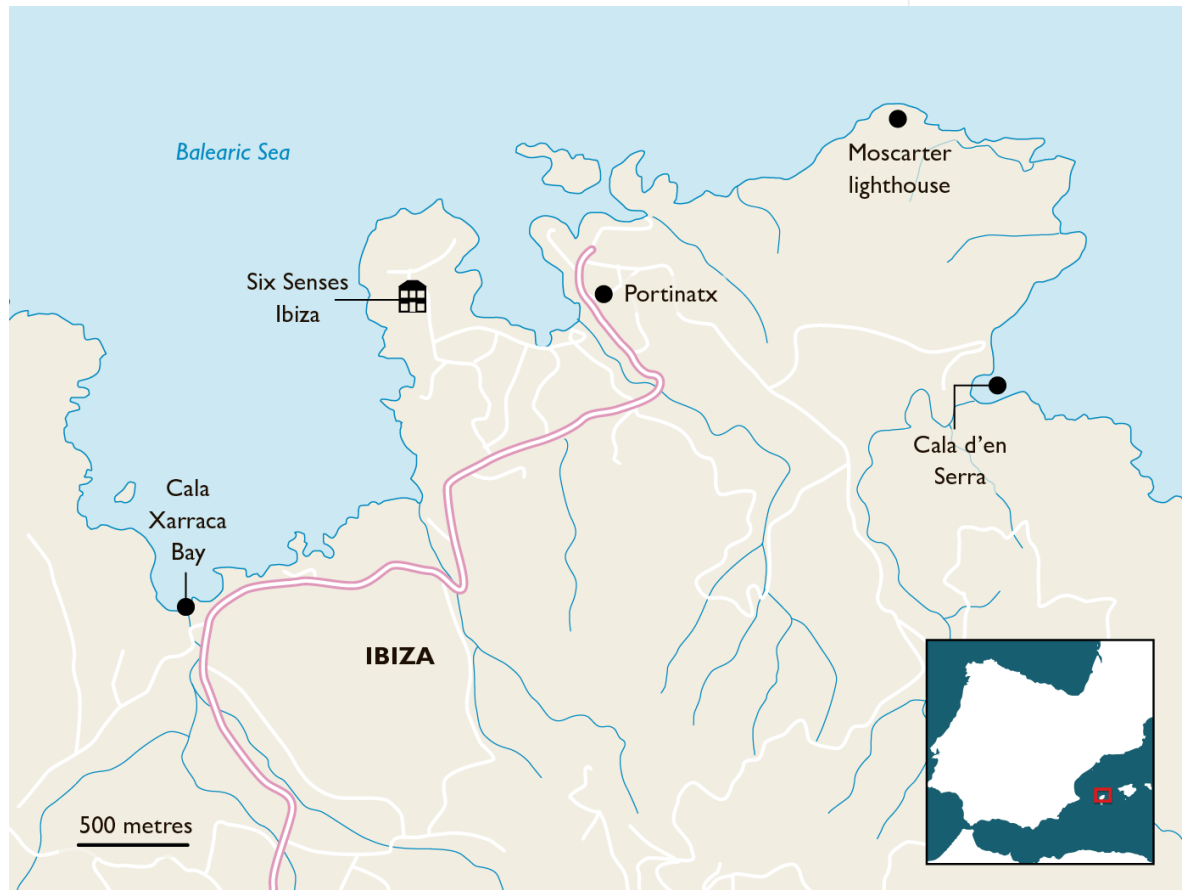 Balearic Sea
Moscarter
lighthouse
Six Senses
Ibiza
Portinatx
Cala d’en
Serra
Cala
Xarraca
Bay
IBIZA
500 metres